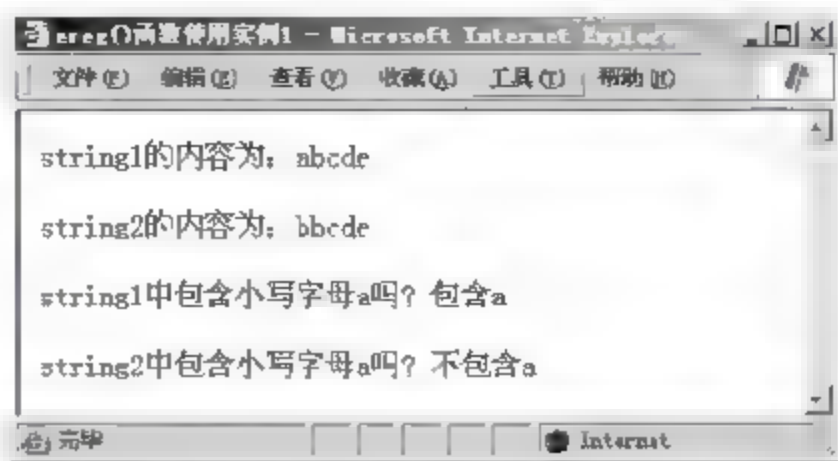 ereg()函数使用实例1 - Microsoft Internet Explorer
文件(F) 编辑(E) 查看(V) 收藏(A) 工具(T) 帮助(H)
string1的内容为：abcde
string2的内容为：bbcde
string1中包含小写字母a吗？包含a
string2中包含小写字母a吗？不包含a
完毕 Internet